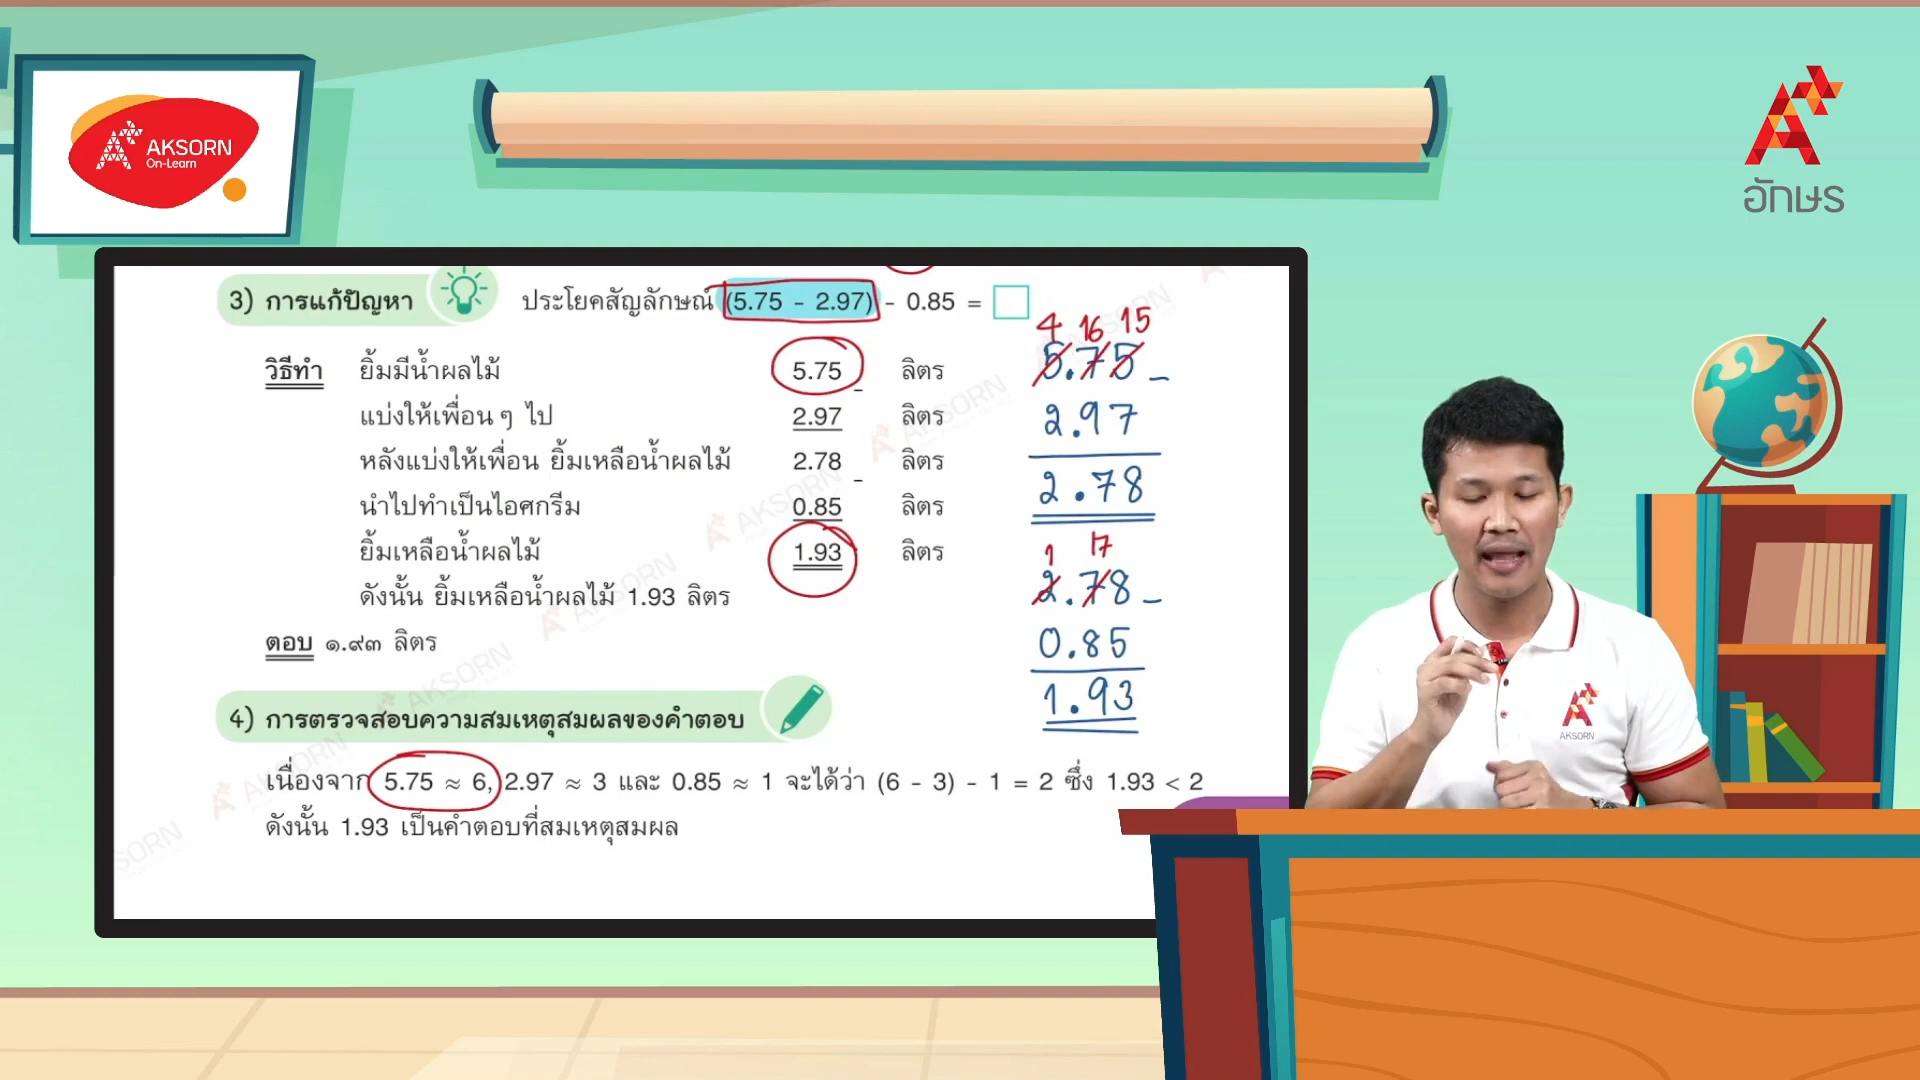 AKSORN
On-Learn
อักษร
3) การแก้ปัญหา ประโยคสัญลักษณ์ (5.75 - 2.97) - 0.85 =
วิธีทำ ยิ้มมีน้ำผลไม้ 5.75 ลิตร
-
แบ่งให้เพื่อน ๆ ไป 2.97 ลิตร
หลังแบ่งให้เพื่อน ยิ้มเหลือน้ำผลไม้ 2.78 ลิตร
-
นำไปทำเป็นไอศกรีม 0.85 ลิตร
ยิ้มเหลือน้ำผลไม้ 1.93 ลิตร
ดังนั้น ยิ้มเหลือน้ำผลไม้ 1.93 ลิตร
ตอบ ๑.๙๓ ลิตร
4 16 15
5.75 -
2.97
2.78
1 17
2.78 -
0.85
1.93
4) การตรวจสอบความสมเหตุสมผลของคำตอบ
เนื่องจาก 5.75 ≈ 6, 2.97 ≈ 3 และ 0.85 ≈ 1 จะได้ว่า (6 - 3) - 1 = 2 ซึ่ง 1.93 < 2
ดังนั้น 1.93 เป็นคำตอบที่สมเหตุสมผล
AKSORN